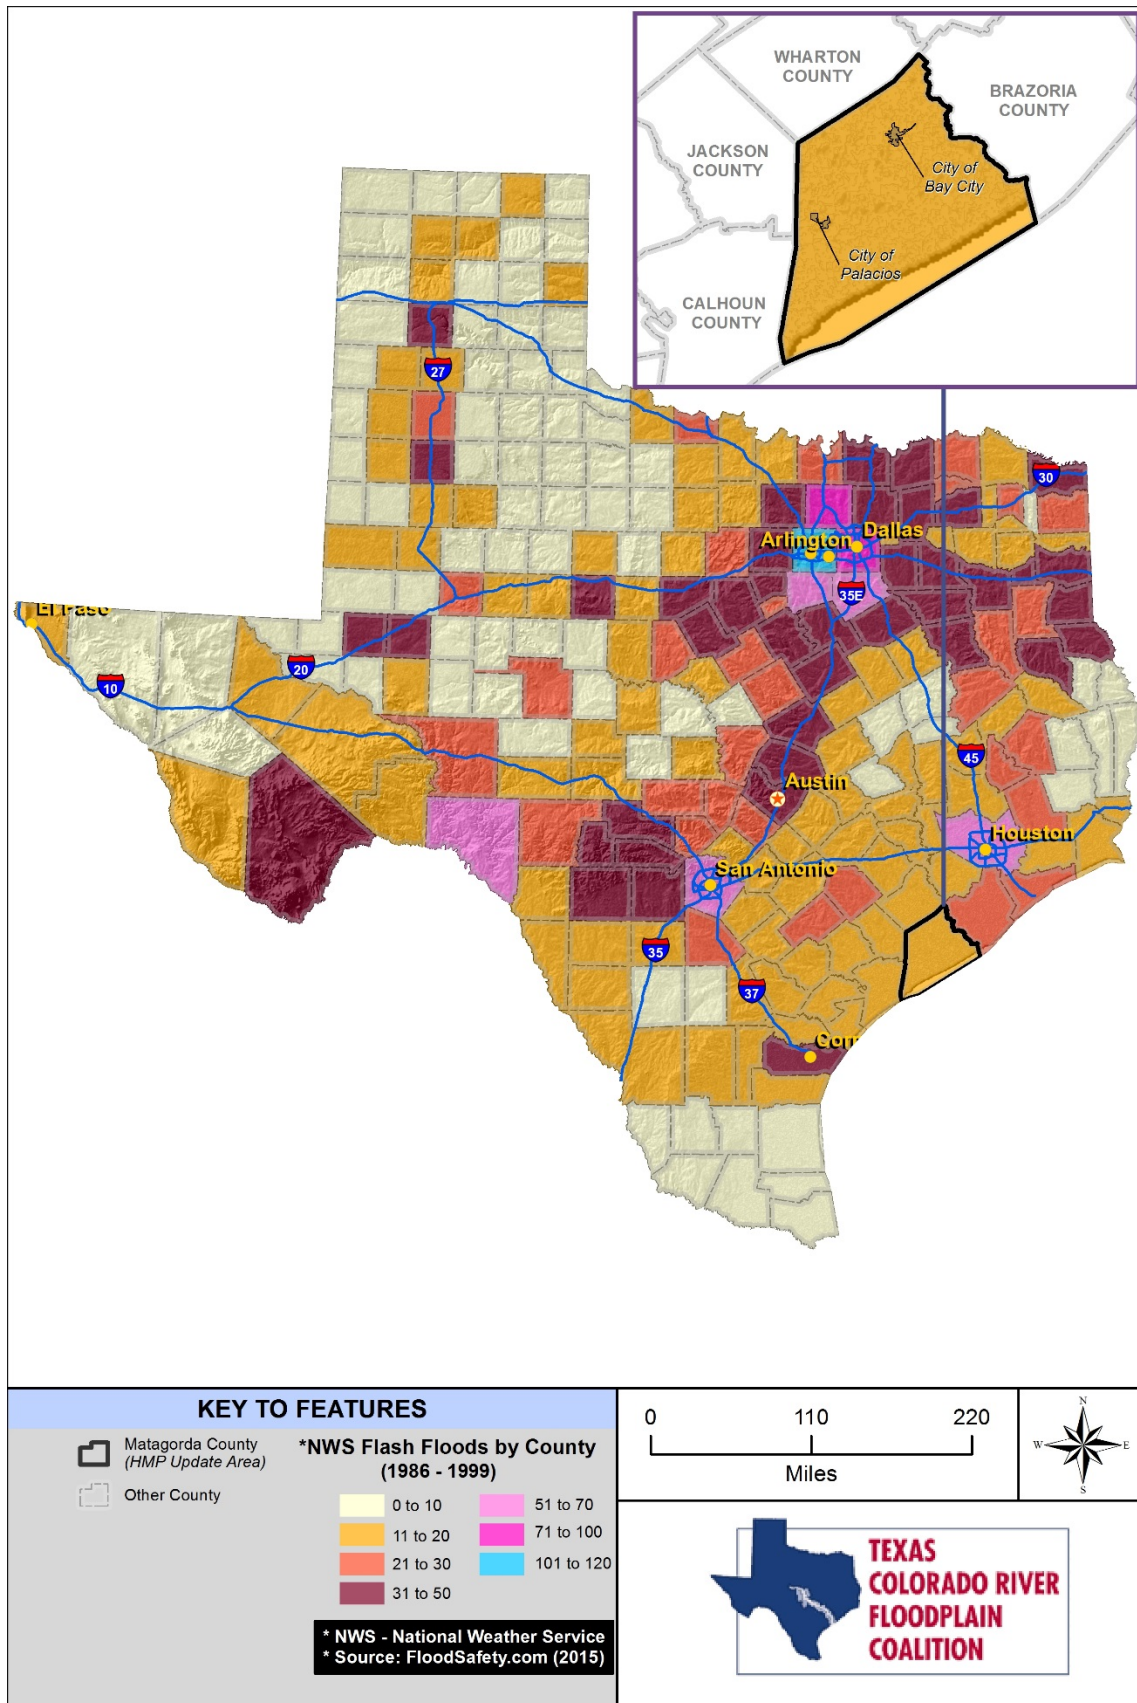 WHARTON
COUNTY
BRAZORIA
COUNTY
JACKSON
COUNTY
City of
Bay City
City of
Palacios
CALHOUN
COUNTY
27
30
Dallas
Arlington
35E
El Paso
20
10
45
Austin
Houston
San Antonio
35
37
Corp
KEY TO FEATURES
Matagorda County
(HMP Update Area)
Other County
*NWS Flash Floods by County
(1986 - 1999)
0 to 10
51 to 70
11 to 20
71 to 100
21 to 30
101 to 120
31 to 50
* NWS - National Weather Service
* Source: FloodSafety.com (2015)
0 110 220
Miles
N
W E
S
TEXAS
COLORADO RIVER
FLOODPLAIN
COALITION